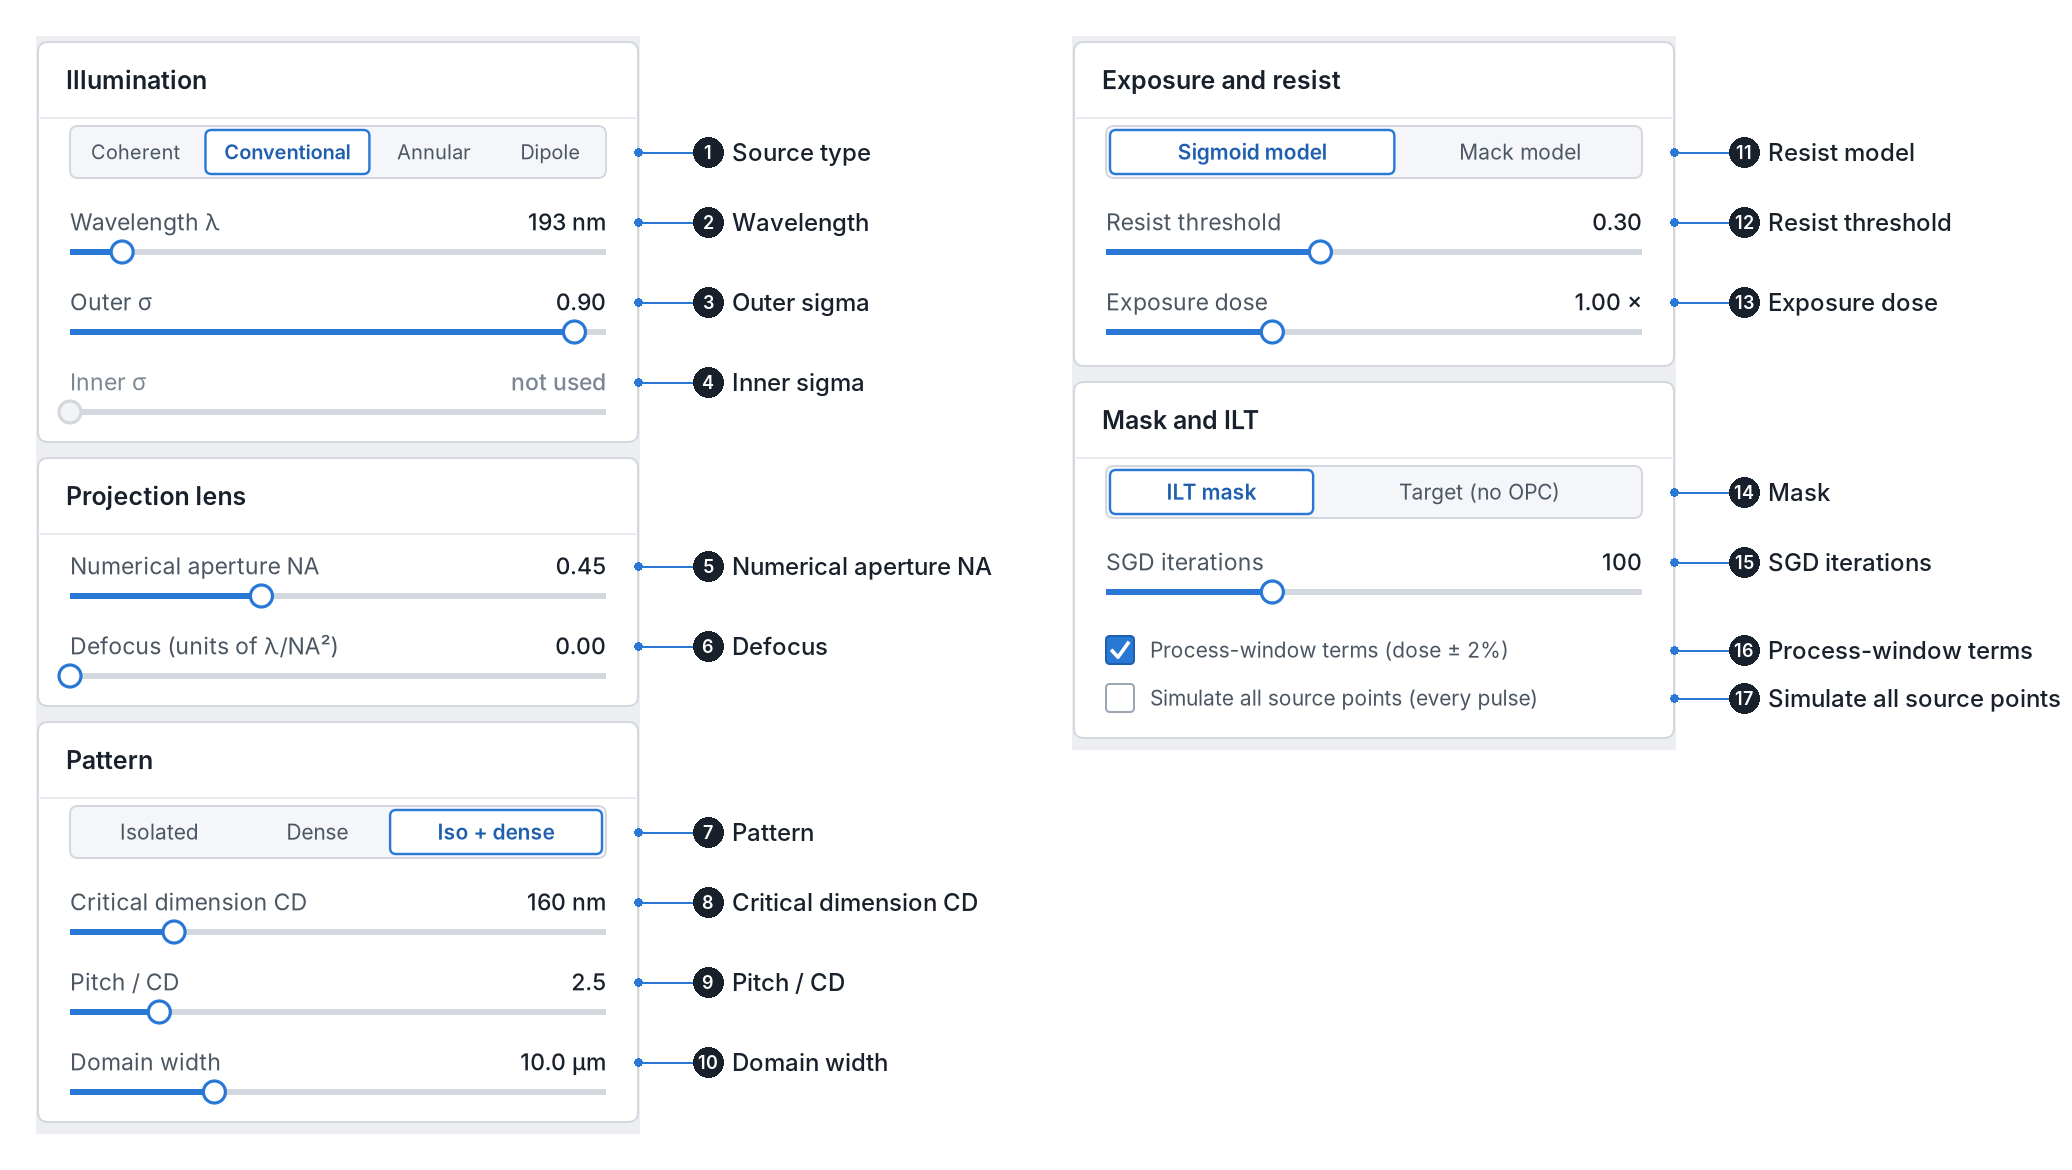 Illumination
Coherent Conventional Annular Dipole 1 Source type
Wavelength λ 193 nm 2 Wavelength
Outer σ 0.90 3 Outer sigma
Inner σ not used 4 Inner sigma
Projection lens
Numerical aperture NA 0.45 5 Numerical aperture NA
Defocus (units of λ/NA²) 0.00 6 Defocus
Pattern
Isolated Dense Iso + dense 7 Pattern
Critical dimension CD 160 nm 8 Critical dimension CD
Pitch / CD 2.5 9 Pitch / CD
Domain width 10.0 µm 10 Domain width
Exposure and resist
Sigmoid model Mack model 11 Resist model
Resist threshold 0.30 12 Resist threshold
Exposure dose 1.00 × 13 Exposure dose
Mask and ILT
ILT mask Target (no OPC) 14 Mask
SGD iterations 100 15 SGD iterations
Process-window terms (dose ± 2%) 16 Process-window terms
Simulate all source points (every pulse) 17 Simulate all source points